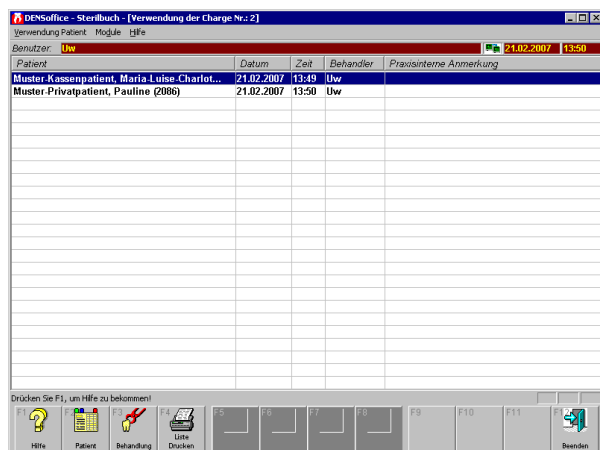 DENSoffice - Sterilbuch - [Verwendung der Charge Nr.: 2]
Verwendung Patient Module Hilfe
Benutzer: Uw 21.02.2007 13:50
Patient Datum Zeit Behandler Praxisinterne Anmerkung
Muster-Kassenpatient, Maria-Luise-Charlot... 21.02.2007 13:49 Uw
Muster-Privatpatient, Pauline (2086) 21.02.2007 13:50 Uw
Drücken Sie F1, um Hilfe zu bekommen!
F1 F2 F3 F4 F5 F6 F7 F8 F9 F10 F11
Hilfe Patient Behandlung Liste Drucken Beenden